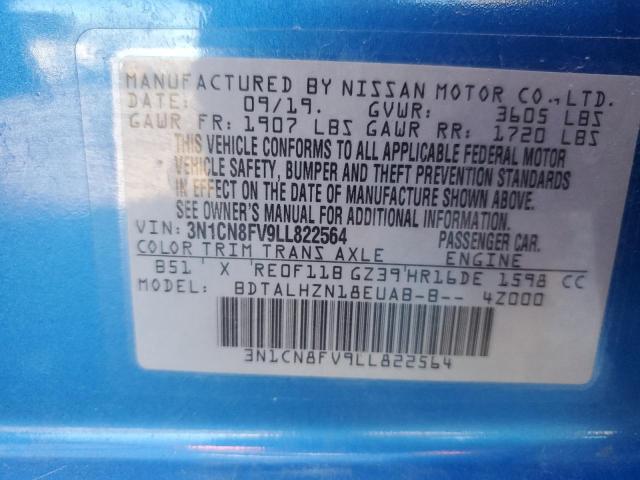 MANUFACTURED BY NISSAN MOTOR CO., LTD.
DATE: 09/19. GVWR: 3605 LBS
GAWR FR: 1907 LBS GAWR RR: 1720 LBS
THIS VEHICLE CONFORMS TO ALL APPLICABLE FEDERAL MOTOR
VEHICLE SAFETY, BUMPER AND THEFT PREVENTION STANDARDS
IN EFFECT ON THE DATE OF MANUFACTURE SHOWN ABOVE.
SEE OWNER'S MANUAL FOR ADDITIONAL INFORMATION.
VIN: 3N1CN8FV9LL822564 PASSENGER CAR.
COLOR TRIM TRANS AXLE ENGINE
B51 X RE0F11B GZ39 HR16DE 1598 CC
MODEL: BDTALHZN18EUAB-B-- 4Z000
3N1CN8FV9LL822564